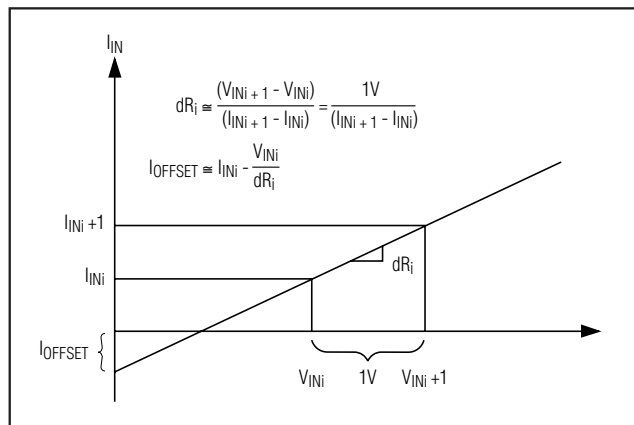 I_IN
dR_i ≅ (V_INi + 1 - V_INi) / (I_INi + 1 - I_INi) = 1V / (I_INi + 1 - I_INi)
I_OFFSET ≅ I_INi - V_INi / dR_i
I_INi+1
I_INi
dR_i
I_OFFSET
V_INi 1V V_INi+1